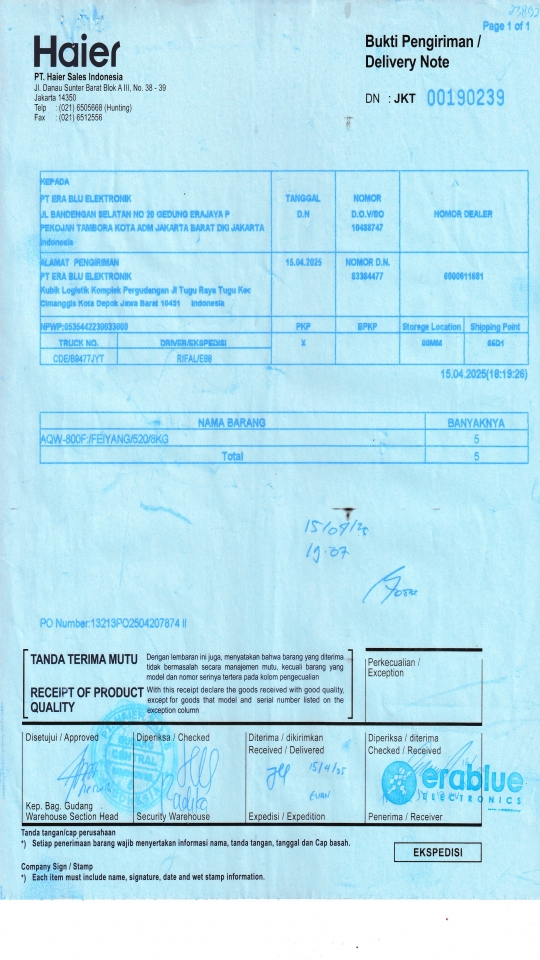 Page 1 of 1
Haier
PT. Haier Sales Indonesia
Jl. Danau Sunter Barat Blok A III, No. 38 - 39
Jakarta 14350
Telp : (021) 6505668 (Hunting)
Fax : (021) 6512556
Bukti Pengiriman /
Delivery Note
DN : JKT 00190239
KEPADA
PT ERA BLU ELEKTRONIK
JL BANDENGAN SELATAN NO 20 GEDUNG ERAJAYA P
PEKOJAN TAMBORA KOTA ADM JAKARTA BARAT DKI JAKARTA
Indonesia
TANGGAL
D.N
NOMOR
D.O.V/BO
10488747
NOMOR DEALER
ALAMAT PENGIRIMAN
PT ERA BLU ELEKTRONIK
Kubik Logistik Komplek Pergudangan Jl Tugu Raya Tugu Kec
Cimanggis Kota Depok Jawa Barat 16451 Indonesia
15.04.2025
NOMOR D.N.
83384477
NPWP:0535442230033000
PKP
BPKP
Storege Location
Shipping Point
TRUCK NO.
DRIVER/EKSPEDISI
X
CDE/B9477JYT
15.04.2025(18:19:26)
NAMA BARANG
BANYAKNYA
AQW-800F:/FEIYANG/520/8KG
5
Total
5
15/04/25
19.07
PO Number:13213PO2504207874 II
TANDA TERIMA MUTU
Dengan lembaran ini juga, menyatakan bahwa barang yang diterima
tidak bermasalah secara manajemen mutu, kecuali barang yang
model dan nomor serinya tertera pada kolom pengecualian
RECEIPT OF PRODUCT
QUALITY
With this receipt declare the goods received with good quality,
except for goods that model and serial number listed on the
exception column
Perkecualian /
Exception
Disetujui / Approved
Diperiksa / Checked
Diterima / dikirimkan
Received / Delivered
Diperiksa / diterima
Checked / Received
CENTRAL
Radika
15/4/25
EVAN
erablue
ELECTRONICS
Kep. Bag. Gudang
Warehouse Section Head
Security Warehouse
Expedisi / Expedition
Penerima / Receiver
Tanda tangan/cap perusahaan
*) Setiap penerimaan barang wajib menyertakan informasi nama, tanda tangan, tanggal dan Cap basah.
EKSPEDISI
Company Sign / Stamp
*) Each item must include name, signature, date and wet stamp information.